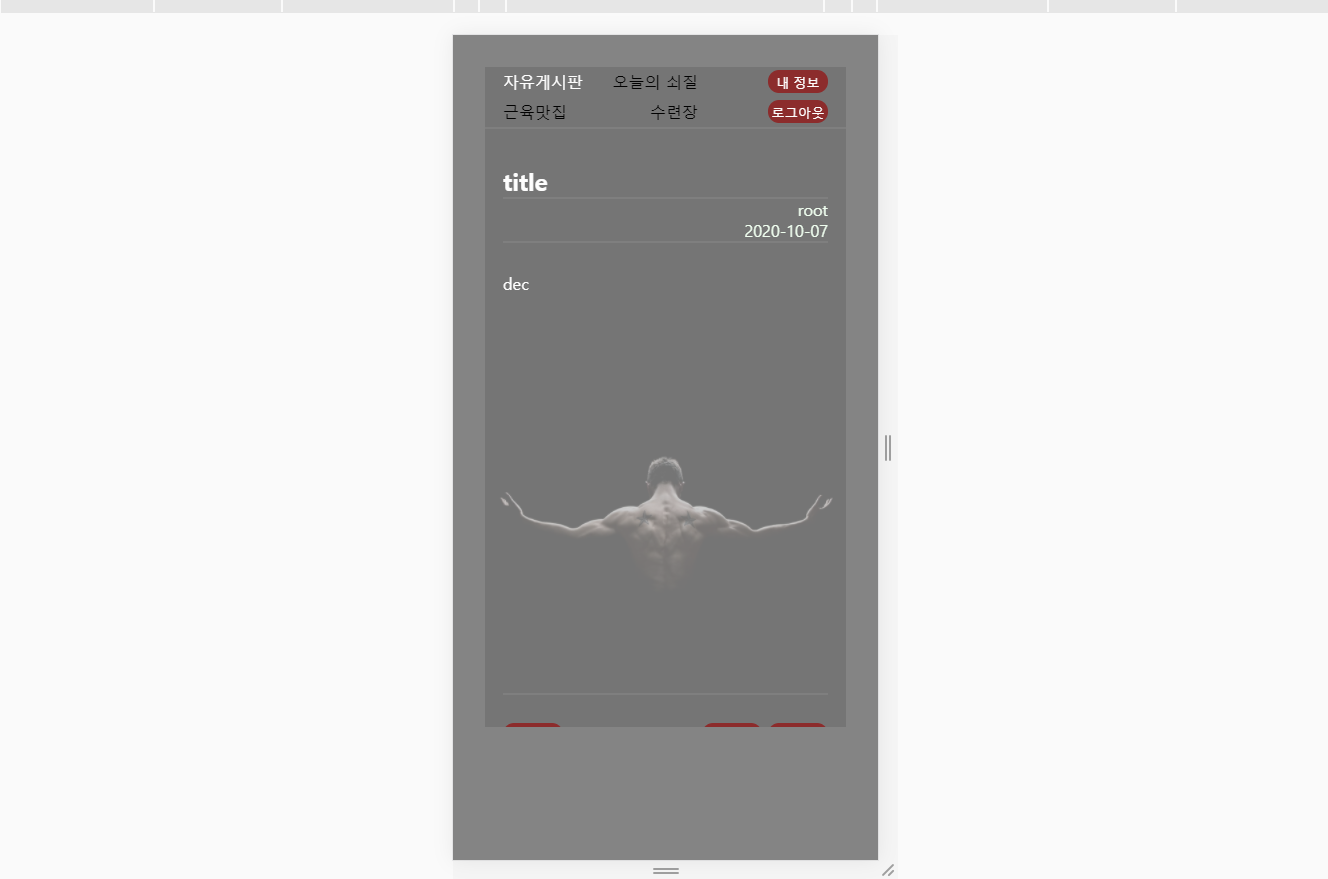 자유게시판 오늘의 쇠질 내 정보
근육맛집 수련장 로그아웃
title
root
2020-10-07
dec